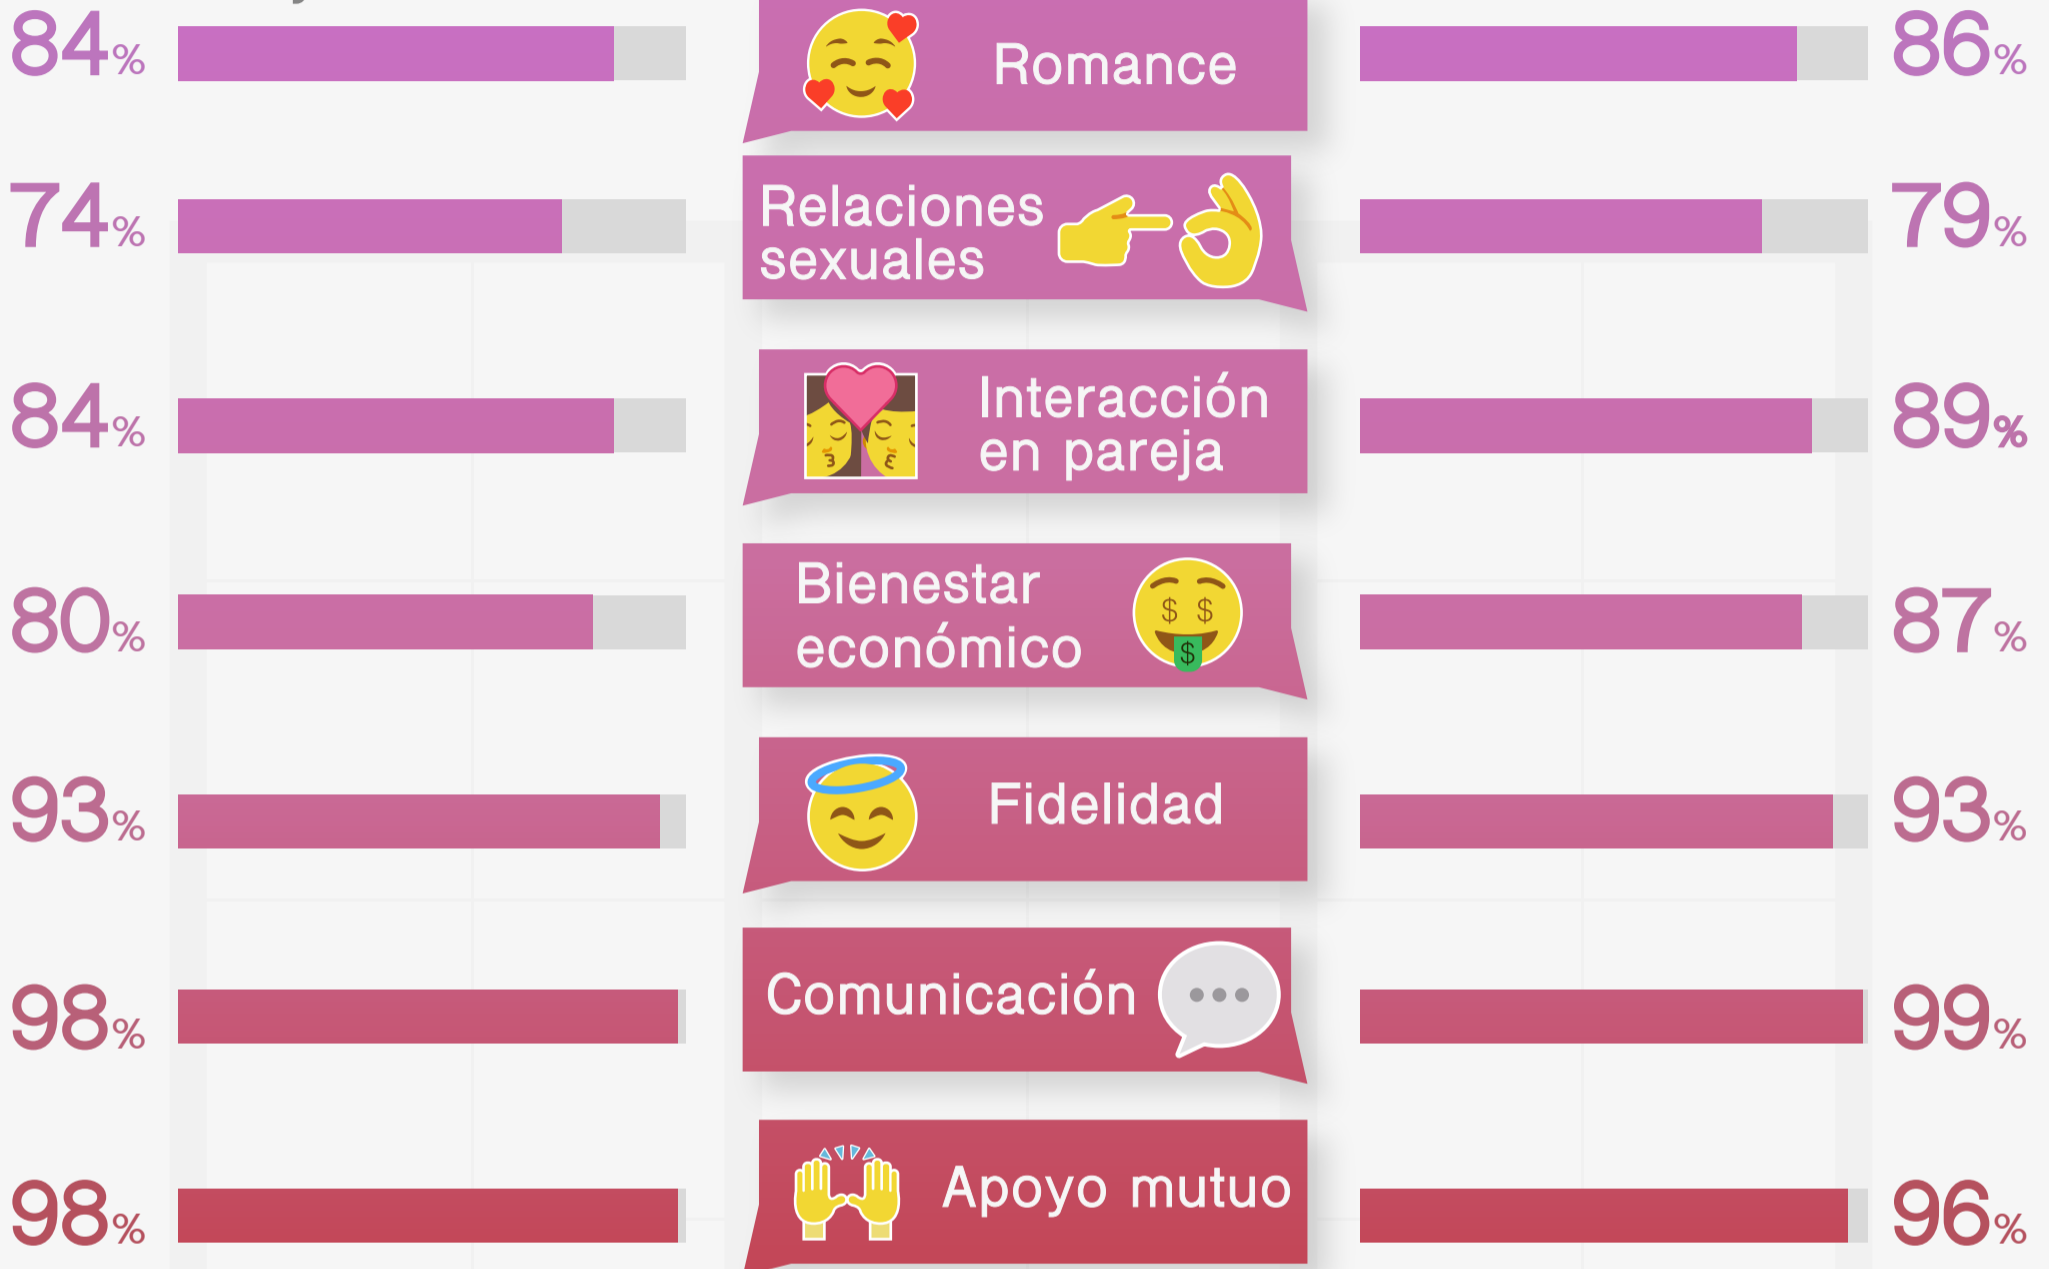 84% Romance 86%
74% Relaciones 79%
sexuales
84% Interacción 89%
en pareja
80% Bienestar 87%
económico
$ $
$
93% Fidelidad 93%
98% Comunicación 99%
98% Apoyo mutuo 96%